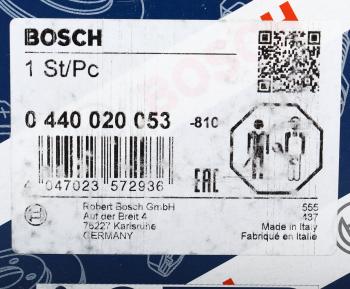 BOSCH
1 St/Pc
0 440 020 053 -810
4 047023 572936
EAC
Robert Bosch GmbH
Auf der Breit 4
76227 Karlsruhe
GERMANY
555
437
Made in Italy
Fabriqué en Italie